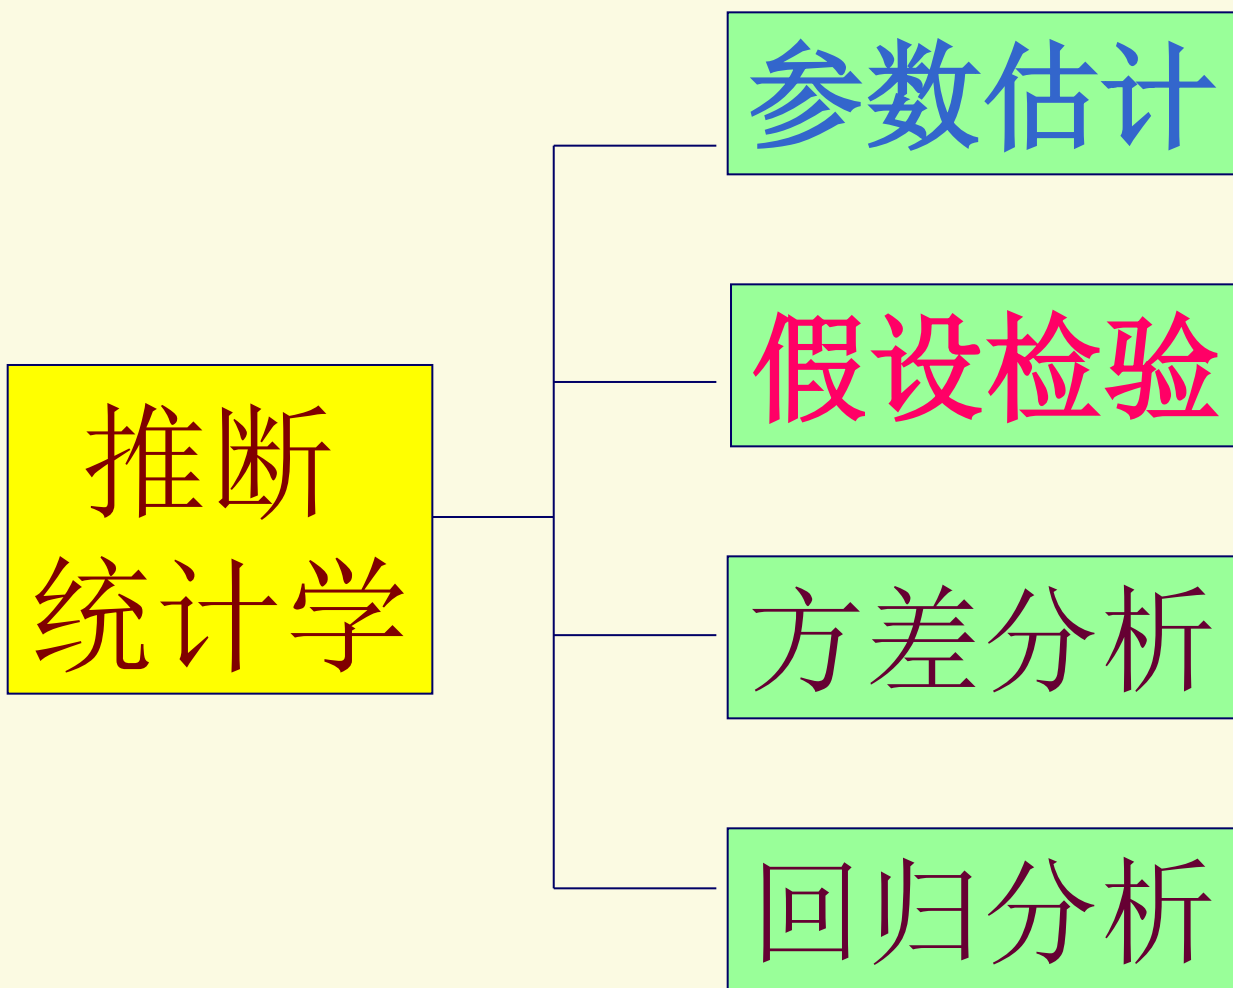 参数估计
假设检验
推断
统计学
方差分析
回归分析